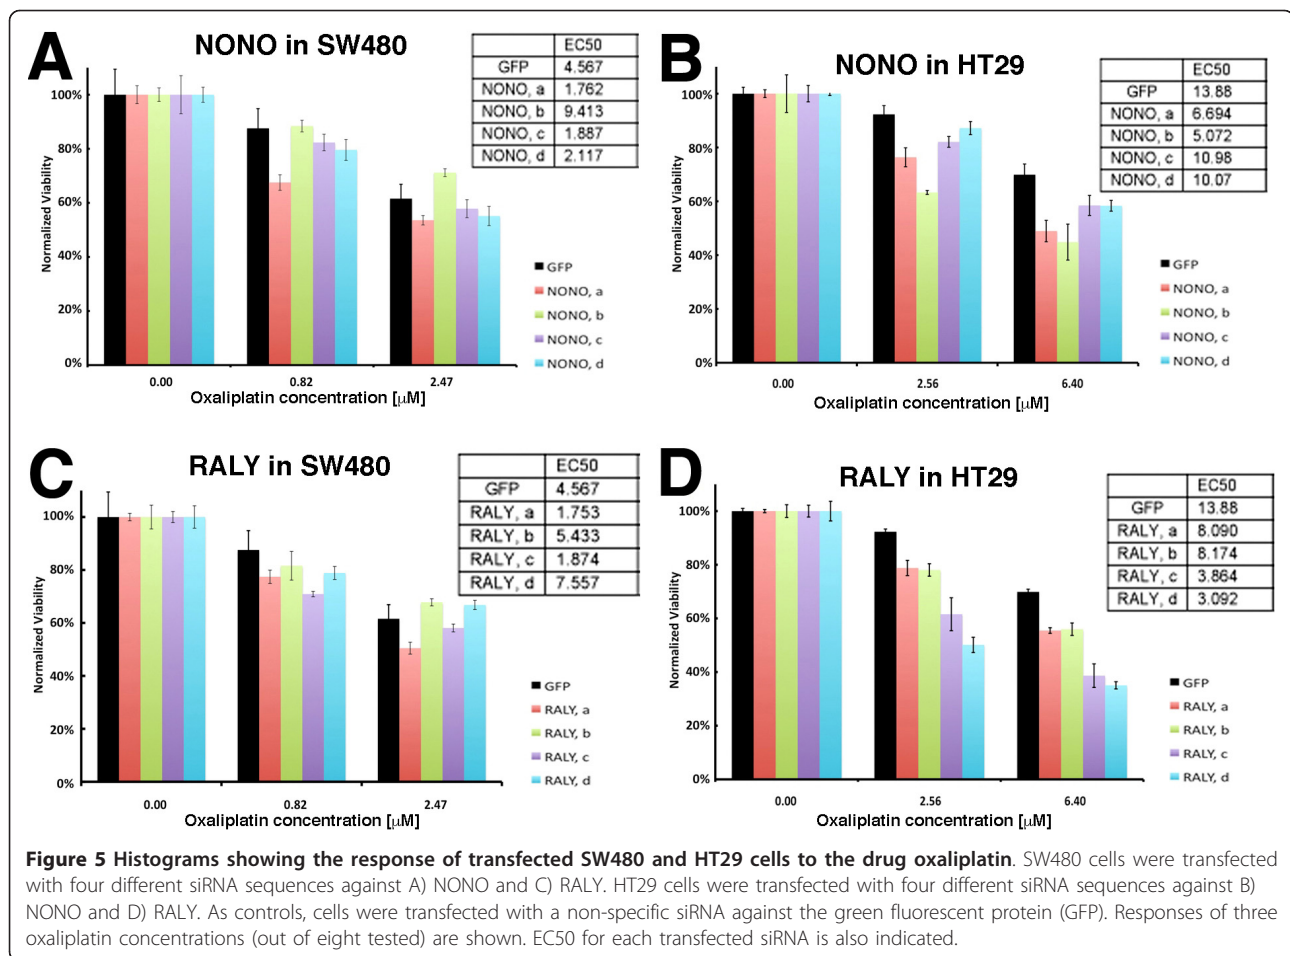 A
NONO in SW480
EC50
GFP 4.567
NONO, a 1.762
NONO, b 9.413
NONO, c 1.887
NONO, d 2.117
Normalized Viability
100%
80%
60%
40%
20%
0%
0.00 0.82 2.47
Oxaliplatin concentration [µM]
GFP
NONO, a
NONO, b
NONO, c
NONO, d
B
NONO in HT29
EC50
GFP 13.88
NONO, a 6.694
NONO, b 5.072
NONO, c 10.98
NONO, d 10.07
Normalized Viability
100%
80%
60%
40%
20%
0%
0.00 2.56 6.40
Oxaliplatin concentration [µM]
GFP
NONO, a
NONO, b
NONO, c
NONO, d
C
RALY in SW480
EC50
GFP 4.567
RALY, a 1.753
RALY, b 5.433
RALY, c 1.874
RALY, d 7.557
Normalized Viability
100%
80%
60%
40%
20%
0%
0.00 0.82 2.47
Oxaliplatin concentration [µM]
GFP
RALY, a
RALY, b
RALY, c
RALY, d
D
RALY in HT29
EC50
GFP 13.88
RALY, a 8.090
RALY, b 8.174
RALY, c 3.864
RALY, d 3.092
Normalized Viability
100%
80%
60%
40%
20%
0%
0.00 2.56 6.40
Oxaliplatin concentration [µM]
GFP
RALY, a
RALY, b
RALY, c
RALY, d
Figure 5 Histograms showing the response of transfected SW480 and HT29 cells to the drug oxaliplatin. SW480 cells were transfected
with four different siRNA sequences against A) NONO and C) RALY. HT29 cells were transfected with four different siRNA sequences against B)
NONO and D) RALY. As controls, cells were transfected with a non-specific siRNA against the green fluorescent protein (GFP). Responses of three
oxaliplatin concentrations (out of eight tested) are shown. EC50 for each transfected siRNA is also indicated.